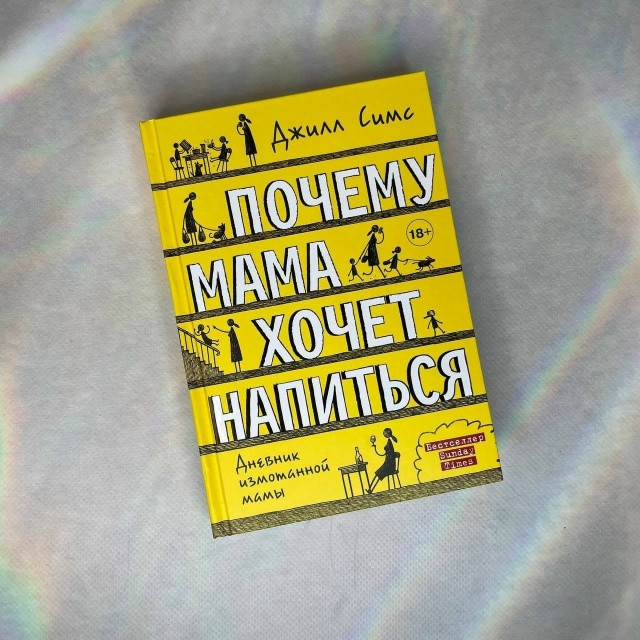 Джилл Симс
ПОЧЕМУ
18+
МАМА
ХОЧЕТ
НАПИТЬСЯ
Дневник
измотанной
мамы
Бестселлер
Sunday
Times